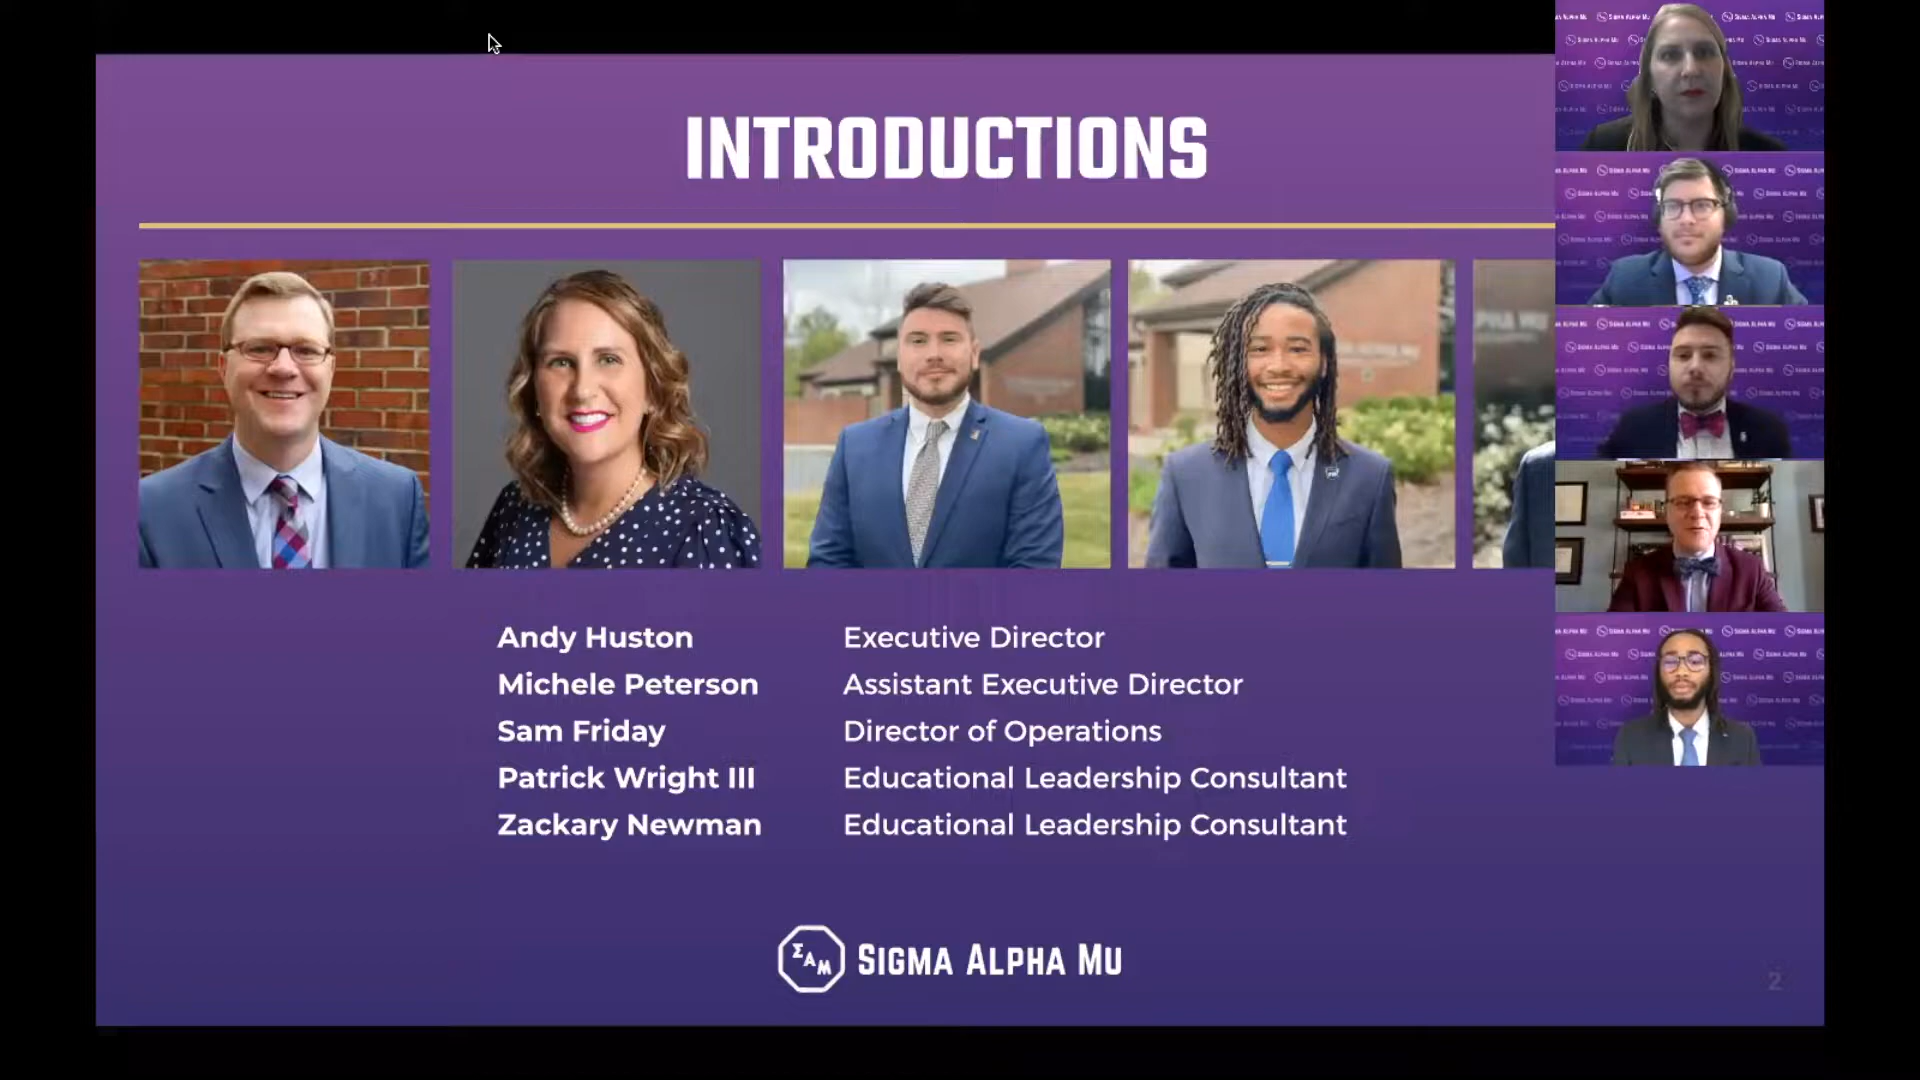 INTRODUCTIONS
Andy Huston Executive Director
Michele Peterson Assistant Executive Director
Sam Friday Director of Operations
Patrick Wright III Educational Leadership Consultant
Zackary Newman Educational Leadership Consultant
ΣΑΜ SIGMA ALPHA MU
2